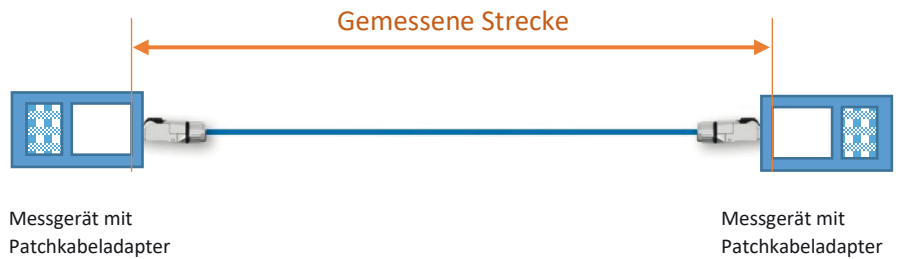 Gemessene Strecke
Messgerät mit
Patchkabeladapter
Messgerät mit
Patchkabeladapter